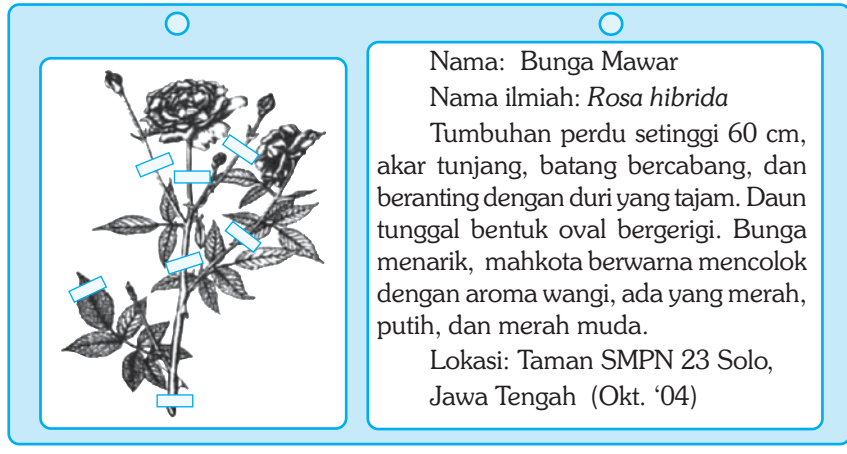 Nama: Bunga Mawar
Nama ilmiah: Rosa hibrida
Tumbuhan perdu setinggi 60 cm,
akar tunjang, batang bercabang, dan
beranting dengan duri yang tajam. Daun
tunggal bentuk oval bergerigi. Bunga
menarik, mahkota berwarna mencolok
dengan aroma wangi, ada yang merah,
putih, dan merah muda.
Lokasi: Taman SMPN 23 Solo,
Jawa Tengah (Okt. ‘04)